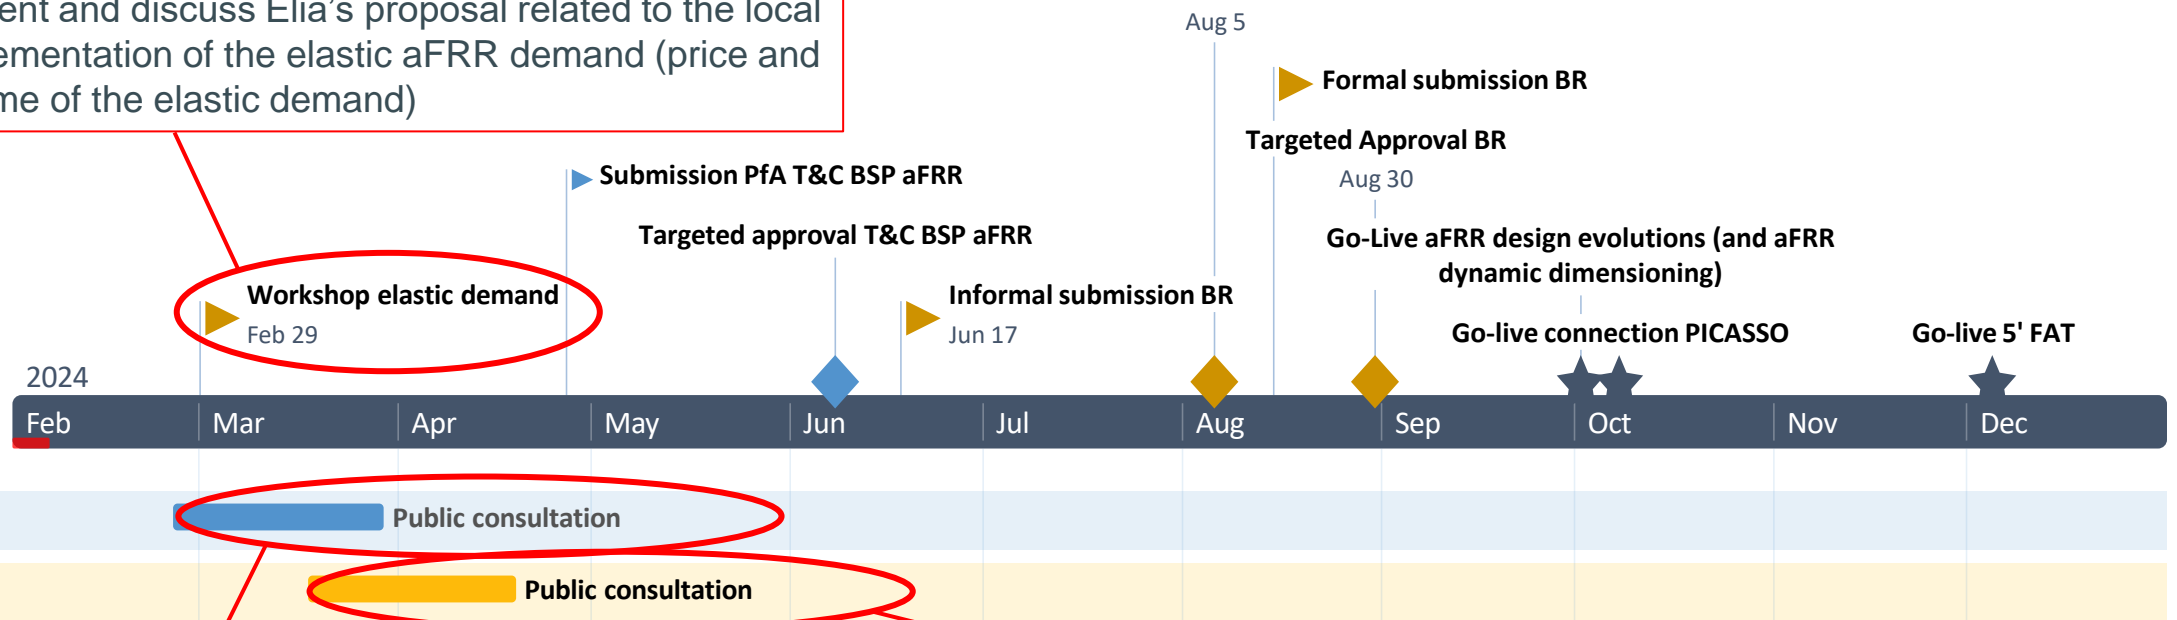 ent and discuss Elia's proposal related to the local
ementation of the elastic aFRR demand (price and
me of the elastic demand)
Aug 5
Formal submission BR
Targeted Approval BR
Aug 30
Submission PfA T&C BSP aFRR
Targeted approval T&C BSP aFRR
Go-Live aFRR design evolutions (and aFRR
dynamic dimensioning)
Workshop elastic demand
Feb 29
Informal submission BR
Jun 17
Go-live connection PICASSO
Go-live 5' FAT
2024
Feb
Mar
Apr
May
Jun
Jul
Aug
Sep
Oct
Nov
Dec
Public consultation
Public consultation